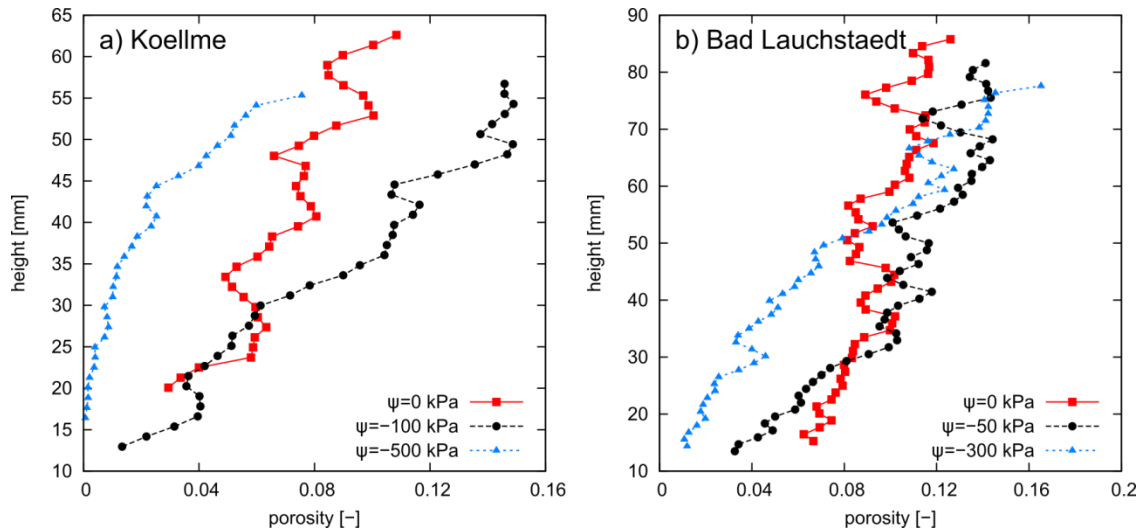 a) Koellme
height [mm]
65
60
55
50
45
40
35
30
25
20
15
10
0
0.04
0.08
0.12
0.16
porosity [−]
ψ=0 kPa
ψ=−100 kPa
ψ=−500 kPa
b) Bad Lauchstaedt
height [mm]
90
80
70
60
50
40
30
20
10
0
0.04
0.08
0.12
0.16
0.2
porosity [−]
ψ=0 kPa
ψ=−50 kPa
ψ=−300 kPa